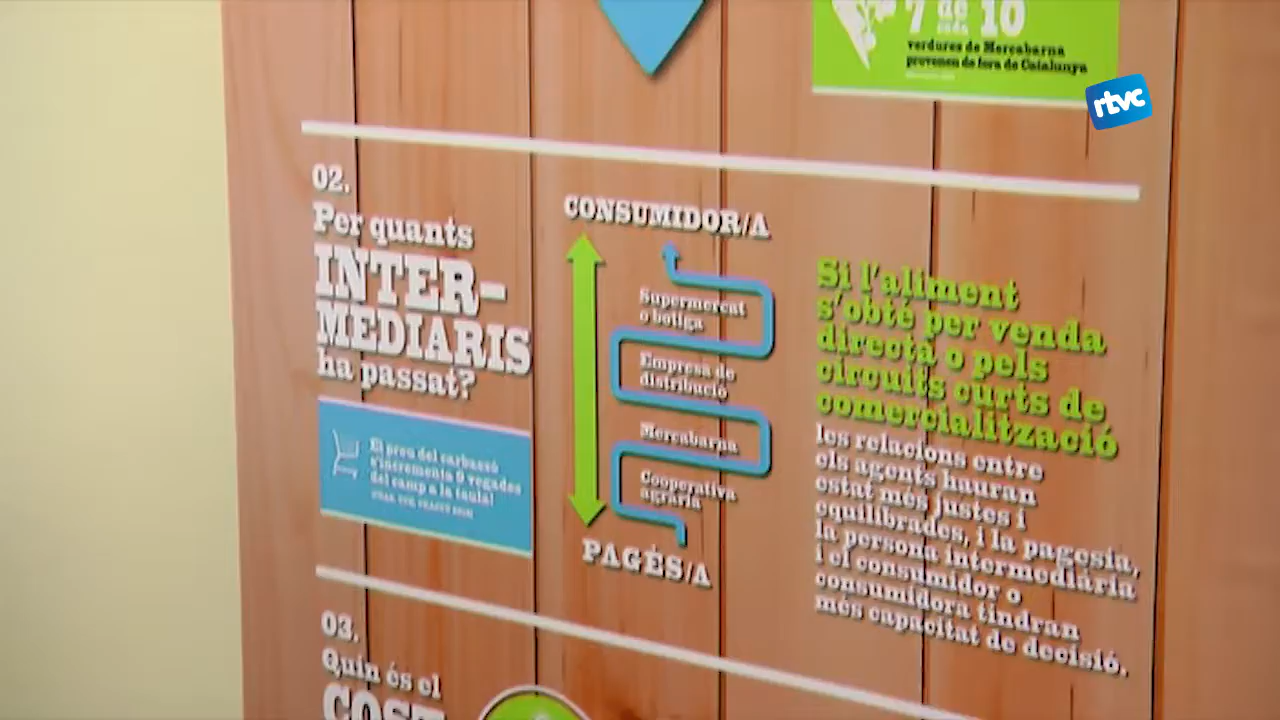 7 de cada 10
verdures de Mercabarna
provenen de fora de Catalunya
rtvc
02.
Per quants
INTER-
MEDIARIS
ha passat?
El preu del carbassó
s'incrementa 9 vegades
del camp a la taula!
CONSUMIDOR/A
Supermercat
o botiga
Empresa de
distribució
Mercabarna
Cooperativa
agrària
PAGÈS/A
Si l'aliment
s'obté per venda
directa o pels
circuits curts de
comercialització
les relacions entre
els agents hauran
estat més justes i
equilibrades, i la pagesia,
la persona intermediària
i el consumidor o
consumidora tindran
més capacitat de decisió.
03.
Quin és el
COST